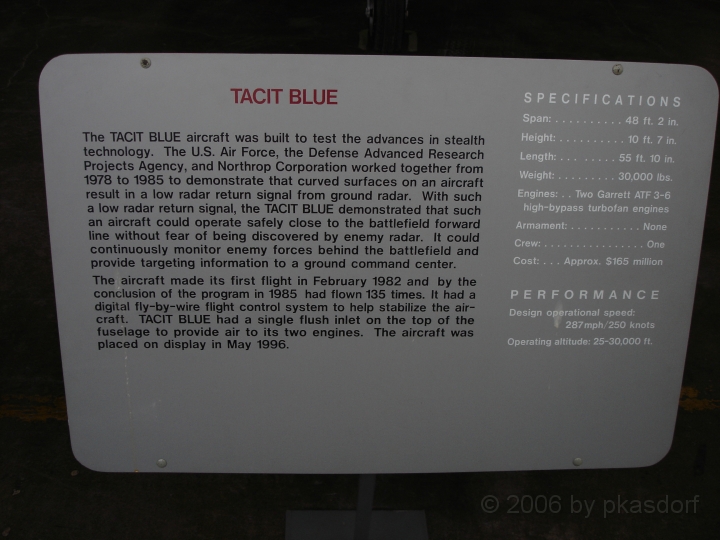 TACIT BLUE
The TACIT BLUE aircraft was built to test the advances in stealth
technology. The U.S. Air Force, the Defense Advanced Research
Projects Agency, and Northrop Corporation worked together from
1978 to 1985 to demonstrate that curved surfaces on an aircraft
result in a low radar return signal from ground radar. With such
a low radar return signal, the TACIT BLUE demonstrated that such
an aircraft could operate safely close to the battlefield forward
line without fear of being discovered by enemy radar. It could
continuously monitor enemy forces behind the battlefield and
provide targeting information to a ground command center.
The aircraft made its first flight in February 1982 and by the
conclusion of the program in 1985 had flown 135 times. It had a
digital fly-by-wire flight control system to help stabilize the air-
craft. TACIT BLUE had a single flush inlet on the top of the
fuselage to provide air to its two engines. The aircraft was
placed on display in May 1996.
SPECIFICATIONS
Span: . . . . . . . . . . 48 ft. 2 in.
Height: . . . . . . . . . . 10 ft. 7 in.
Length: . . . . . . . . . 55 ft. 10 in.
Weight: . . . . . . . . . 30,000 lbs.
Engines: . . Two Garrett ATF 3-6
high-bypass turbofan engines
Armament: . . . . . . . . . . . None
Crew: . . . . . . . . . . . . . . . . One
Cost: . . . Approx. $165 million
PERFORMANCE
Design operational speed:
287mph/250 knots
Operating altitude: 25-30,000 ft.
© 2006 by pkasdorf